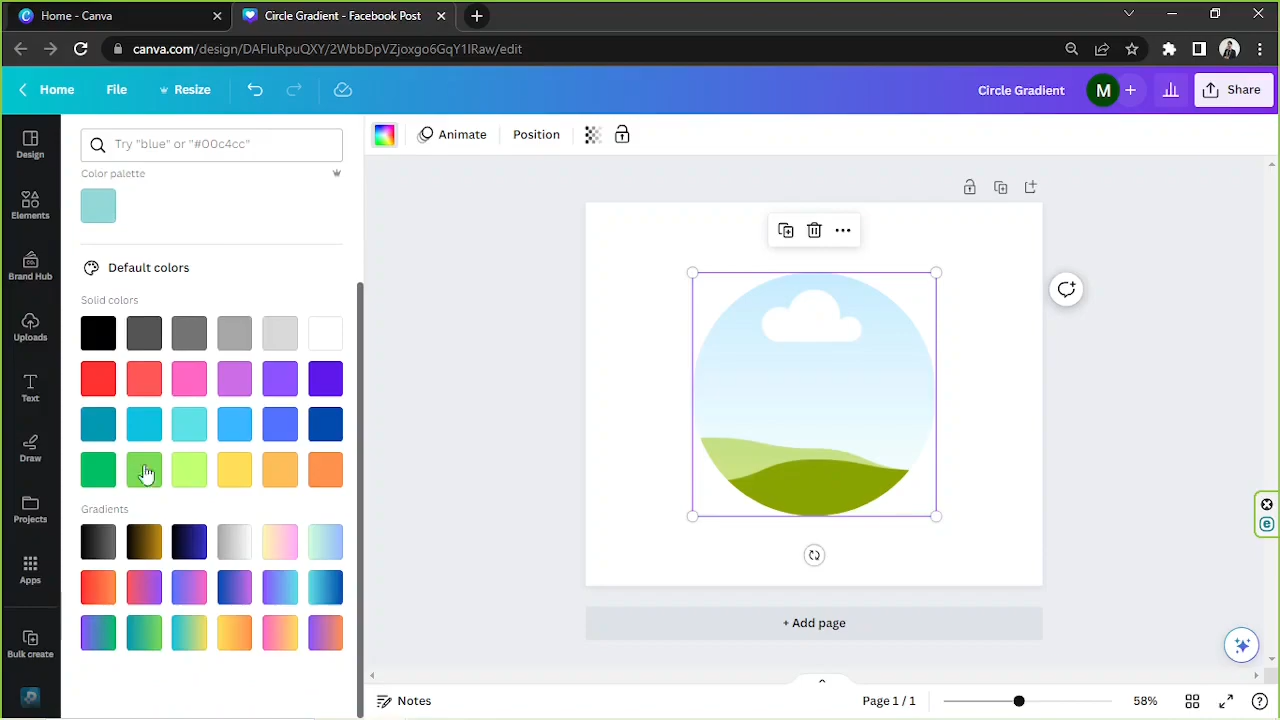 Home - Canva
Circle Gradient - Facebook Post
canva.com/design/DAFluRpuQXY/2WbbDpVZjoxgo6GqY1lRaw/edit
Home
File
Resize
Circle Gradient
M
Share
Design
Elements
Brand Hub
Uploads
Text
Draw
Projects
Apps
Bulk create
Try "blue" or "#00c4cc"
Color palette
Default colors
Solid colors
Gradients
Animate
Position
+ Add page
Notes
Page 1 / 1
58%